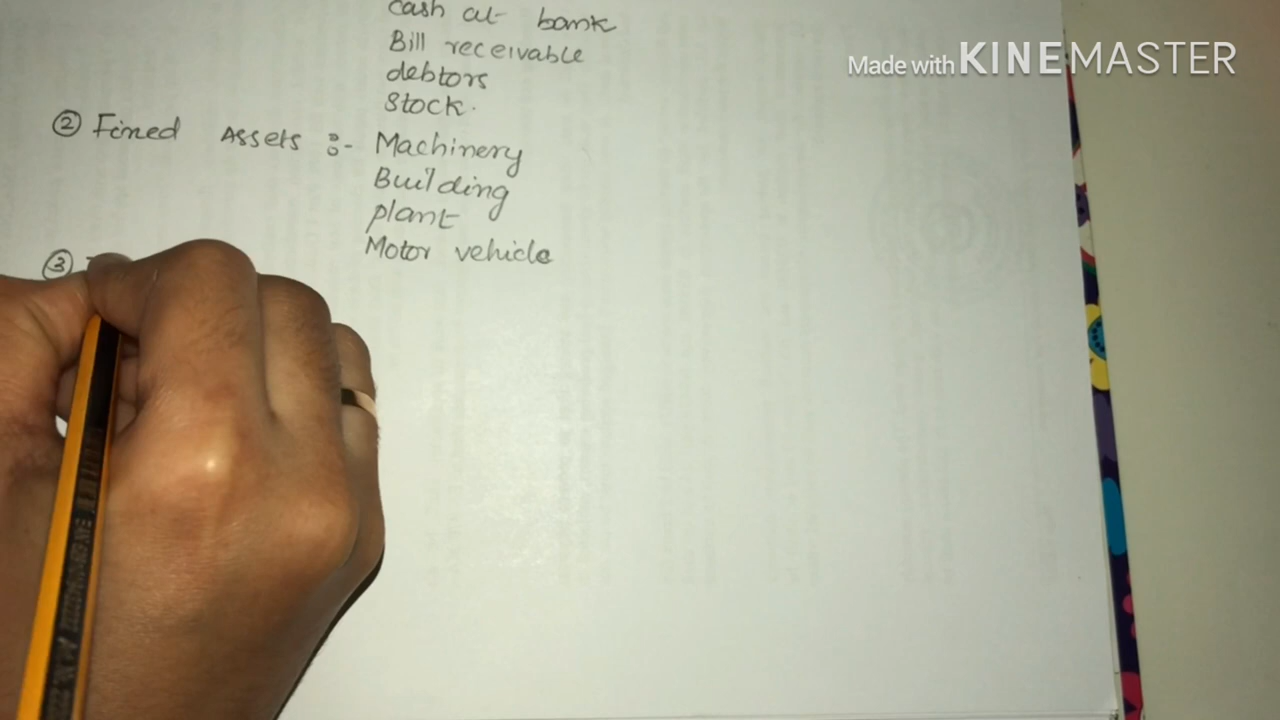 cash at bank
Bill receivable
debtors
Stock.
Made with KINEMASTER
② Fixed Assets :- Machinery
Building
plant
Motor vehicle
③